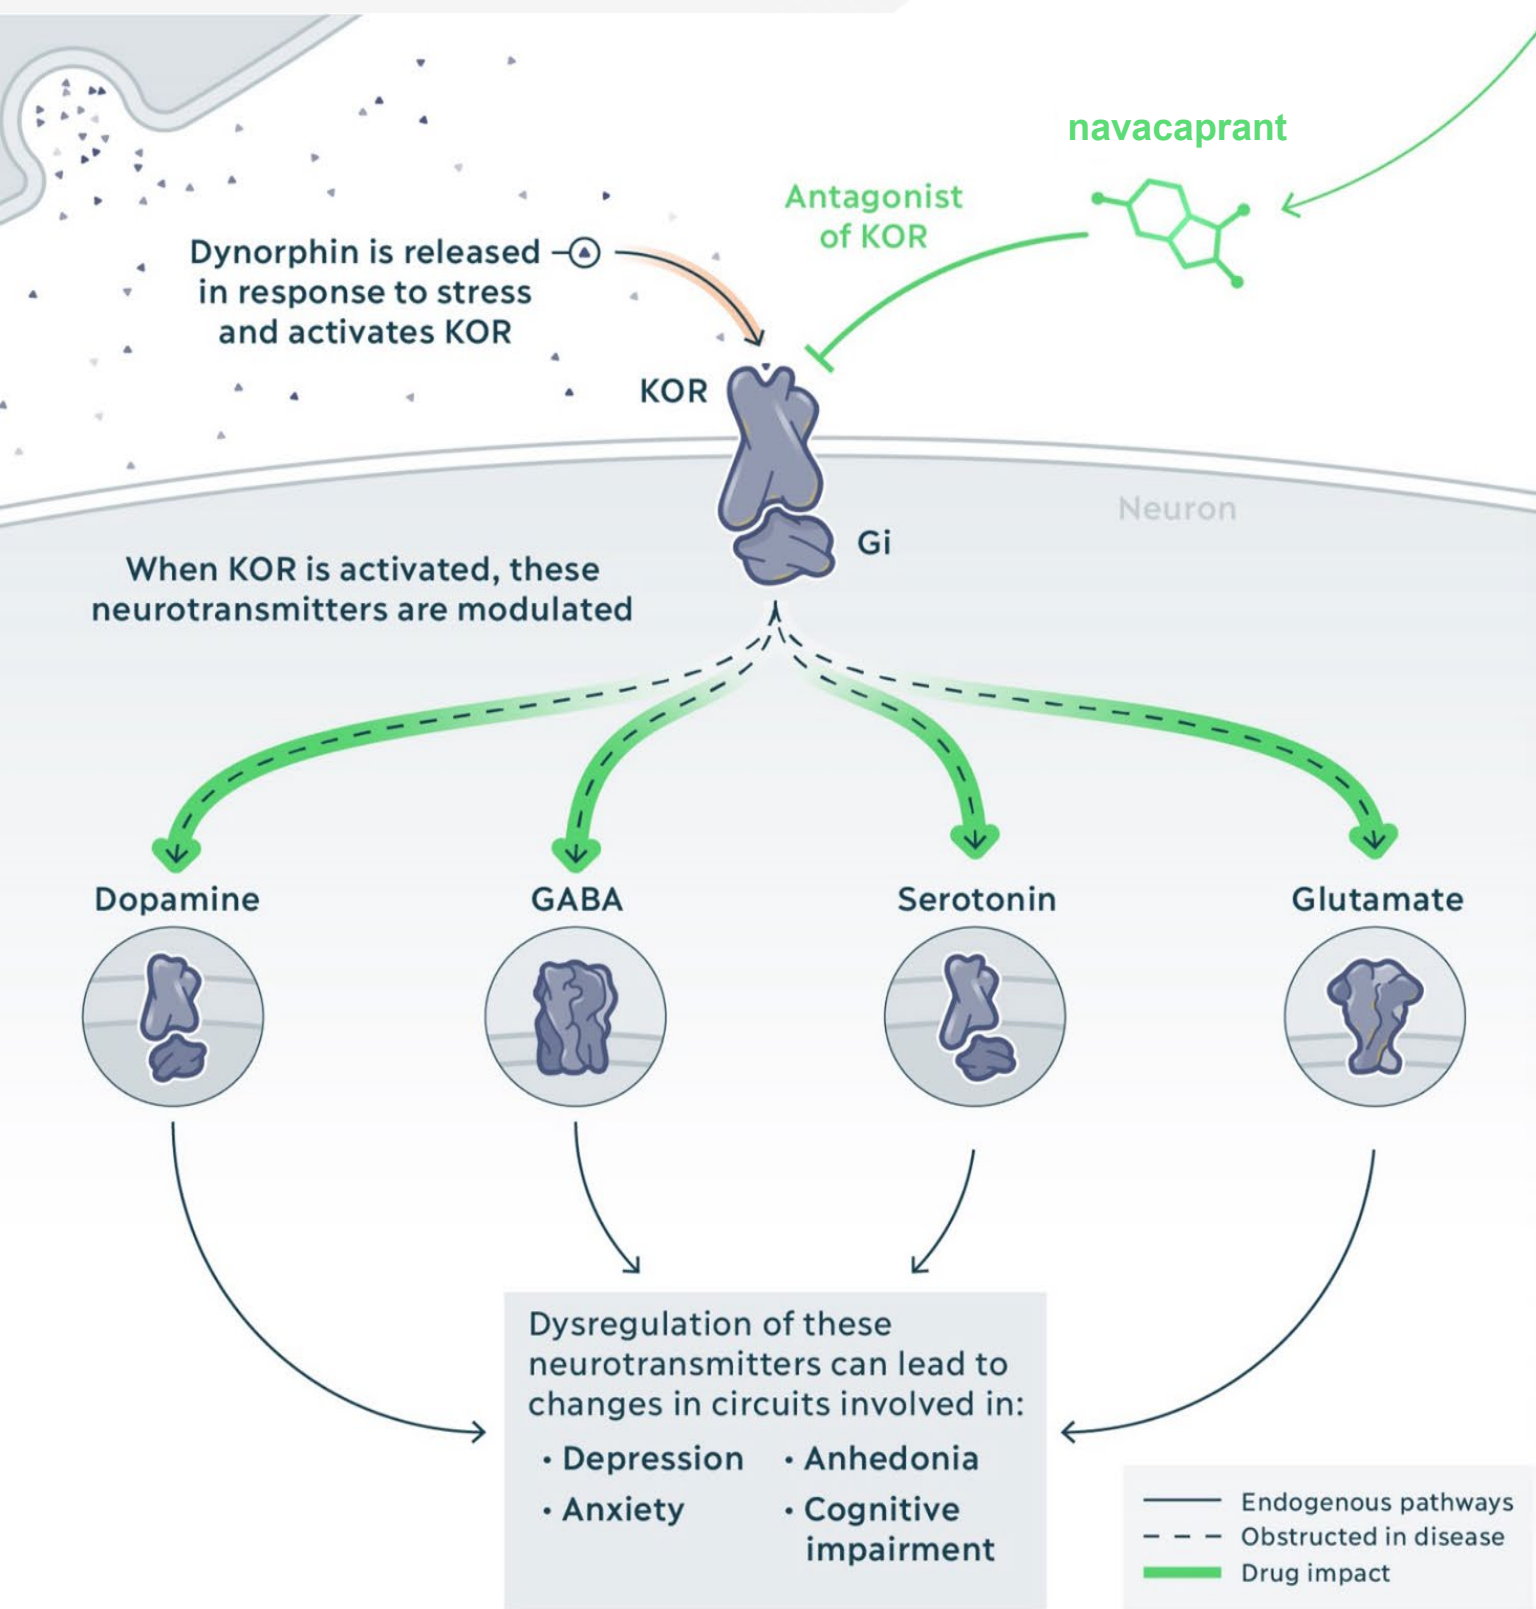 navacaprant
Antagonist
of KOR
Dynorphin is released
in response to stress
and activates KOR
KOR
Neuron
Gi
When KOR is activated, these
neurotransmitters are modulated
Dopamine
GABA
Serotonin
Glutamate
Dysregulation of these
neurotransmitters can lead to
changes in circuits involved in:
• Depression
• Anxiety
• Anhedonia
• Cognitive
impairment
Endogenous pathways
Obstructed in disease
Drug impact